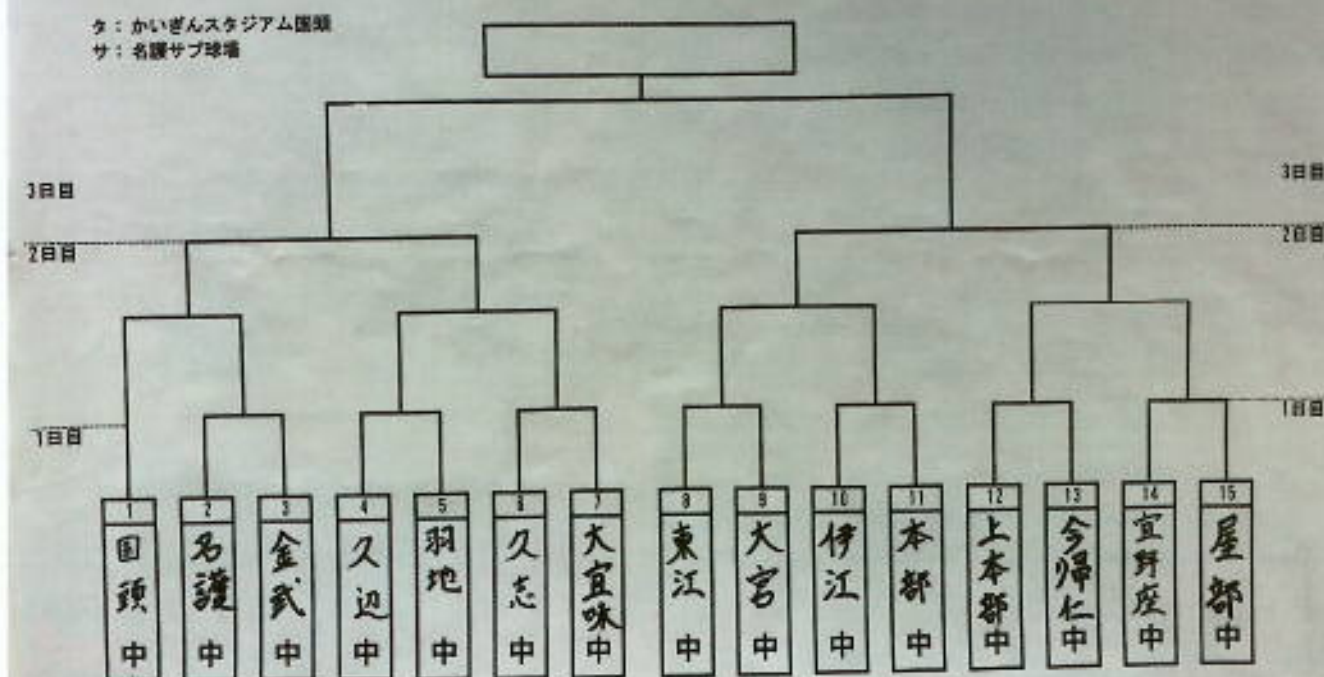 タ：かいぎんスタジアム国頭
サ：名護サブ球場
3日目
3日目
2日目
2日目
1日目
1日目
1 国頭中
2 名護中
3 金武中
4 久辺中
5 羽地中
6 久志中
7 大宜味中
8 東江中
9 大宮中
10 伊江中
11 本部中
12 上本部中
13 今帰仁中
14 宜野座中
15 屋部中